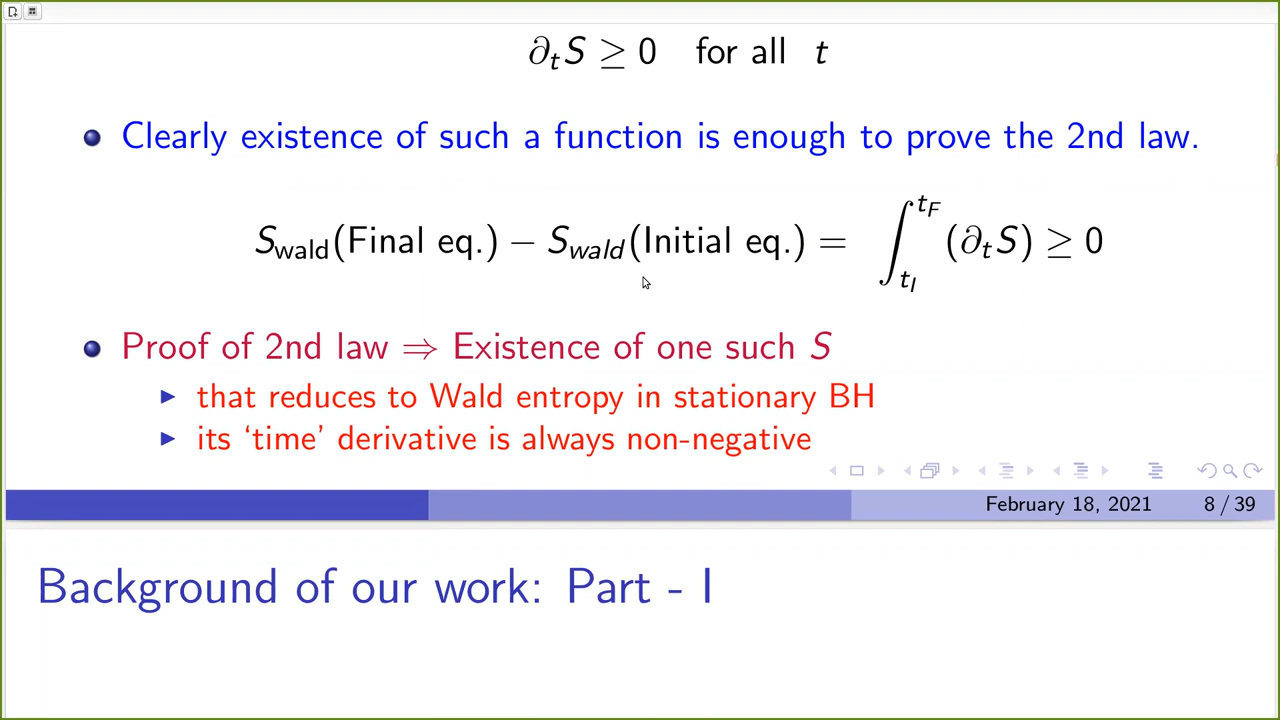 ∂ₜS ≥ 0 for all t
Clearly existence of such a function is enough to prove the 2nd law.
S_wald(Final eq.) − S_wald(Initial eq.) = ∫_{t_I}^{t_F} (∂ₜS) ≥ 0
Proof of 2nd law ⇒ Existence of one such S
that reduces to Wald entropy in stationary BH
its ‘time’ derivative is always non-negative
February 18, 2021 8 / 39
Background of our work: Part - I